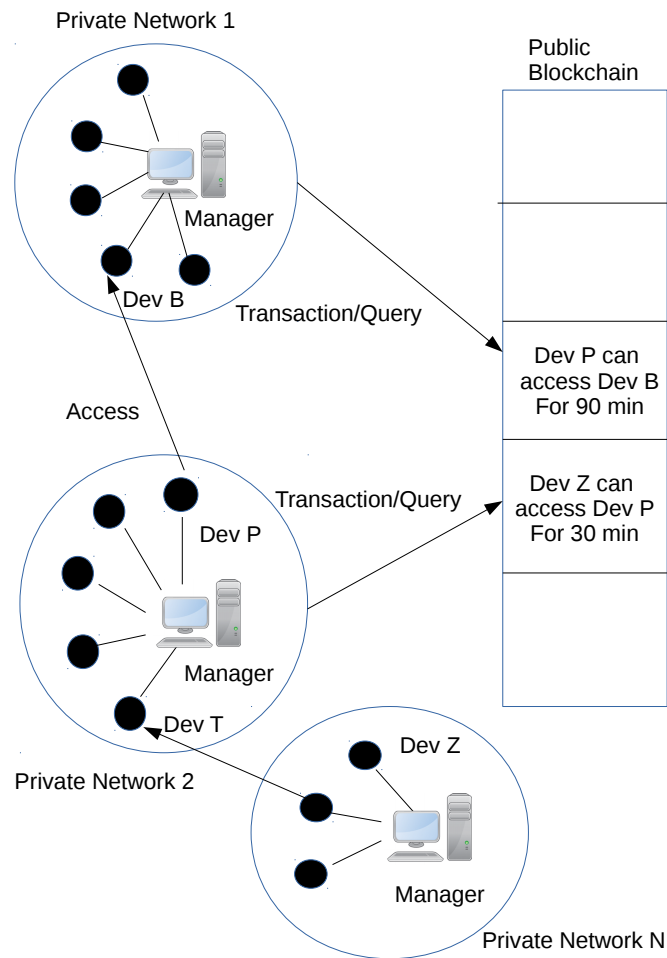 Private Network 1
Public
Blockchain
Manager
Dev B
Transaction/Query
Dev P can
access Dev B
For 90 min
Access
Transaction/Query
Dev Z can
access Dev P
For 30 min
Dev P
Manager
Dev T
Private Network 2
Dev Z
Manager
Private Network N